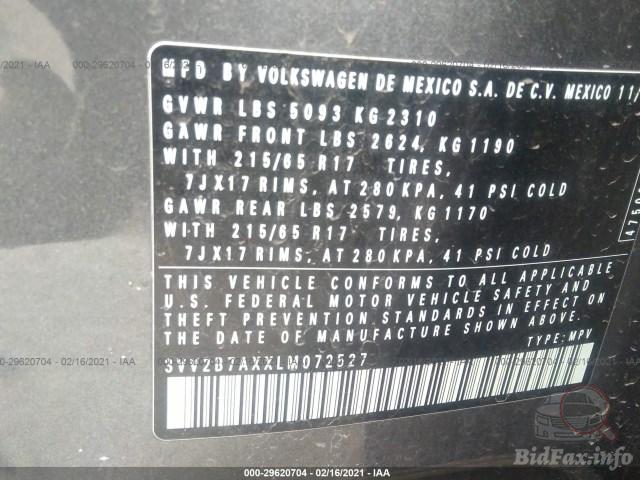 02/16/2021 - IAA 000-29620704 - 02/16/2021 - IAA
MFD BY VOLKSWAGEN DE MEXICO S.A. DE C.V. MEXICO 11/
GVWR LBS 5093 KG 2310
GAWR FRONT LBS 2624, KG 1190
WITH 215/65 R17 TIRES,
7JX17 RIMS, AT 280 KPA, 41 PSI COLD
GAWR REAR LBS 2579, KG 1170
WITH 215/65 R17 TIRES,
7JX17 RIMS, AT 280 KPA, 41 PSI COLD
4750
THIS VEHICLE CONFORMS TO ALL APPLICABLE
U.S. FEDERAL MOTOR VEHICLE SAFETY AND
THEFT PREVENTION STANDARDS IN EFFECT ON
THE DATE OF MANUFACTURE SHOWN ABOVE.
TYPE: MPV
3VV2B7AXXLM072527
BidFax.info
000-29620704 - 02/16/2021 - IAA